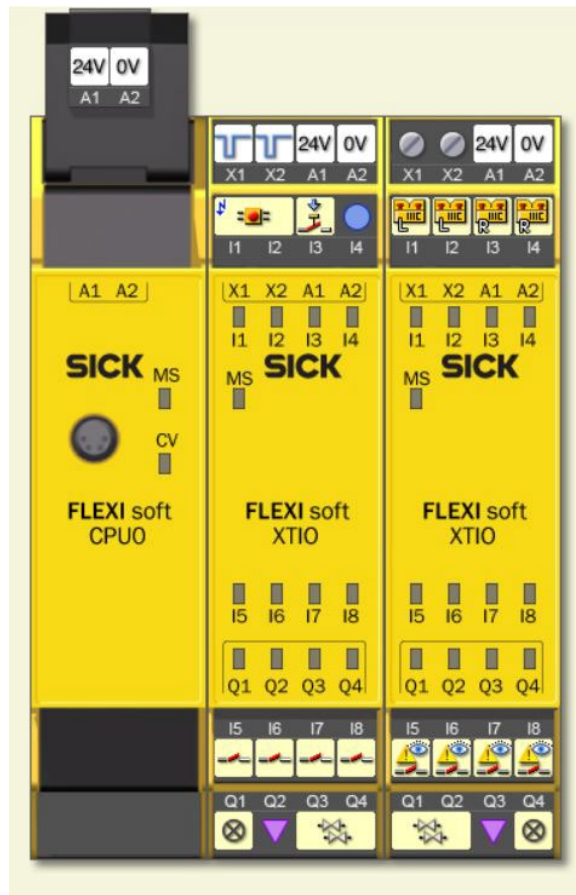 24V 0V
A1 A2
24V 0V
X1 X2 A1 A2
24V 0V
X1 X2 A1 A2
I1 I2 I3 I4
L L R R
I1 I2 I3 I4
A1 A2
X1 X2 A1 A2
X1 X2 A1 A2
I1 I2 I3 I4
I1 I2 I3 I4
SICK
MS
CV
MS
SICK
MS
SICK
FLEXI soft
CPU0
FLEXI soft
XTIO
FLEXI soft
XTIO
I5 I6 I7 I8
I5 I6 I7 I8
Q1 Q2 Q3 Q4
Q1 Q2 Q3 Q4
I5 I6 I7 I8
I5 I6 I7 I8
Q1 Q2 Q3 Q4
Q1 Q2 Q3 Q4